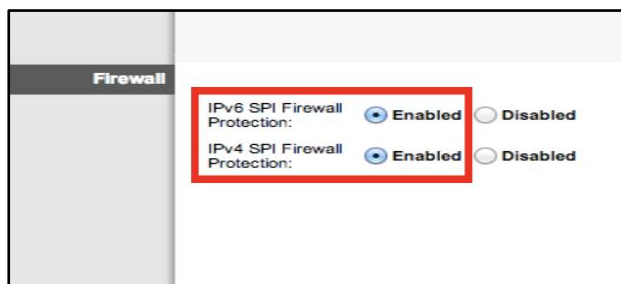 Firewall
IPv6 SPI Firewall
Protection:
Enabled
Disabled
IPv4 SPI Firewall
Protection:
Enabled
Disabled